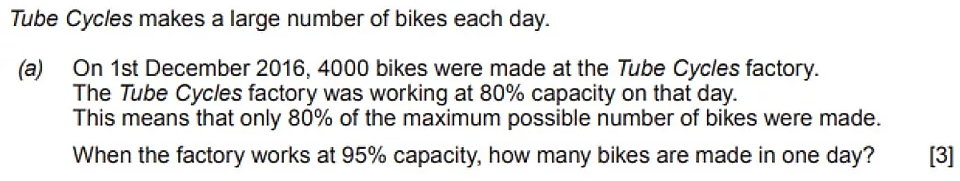 Tube Cycles makes a large number of bikes each day.
(a) On 1st December 2016, 4000 bikes were made at the Tube Cycles factory.
The Tube Cycles factory was working at 80% capacity on that day.
This means that only 80% of the maximum possible number of bikes were made.
When the factory works at 95% capacity, how many bikes are made in one day? [3]